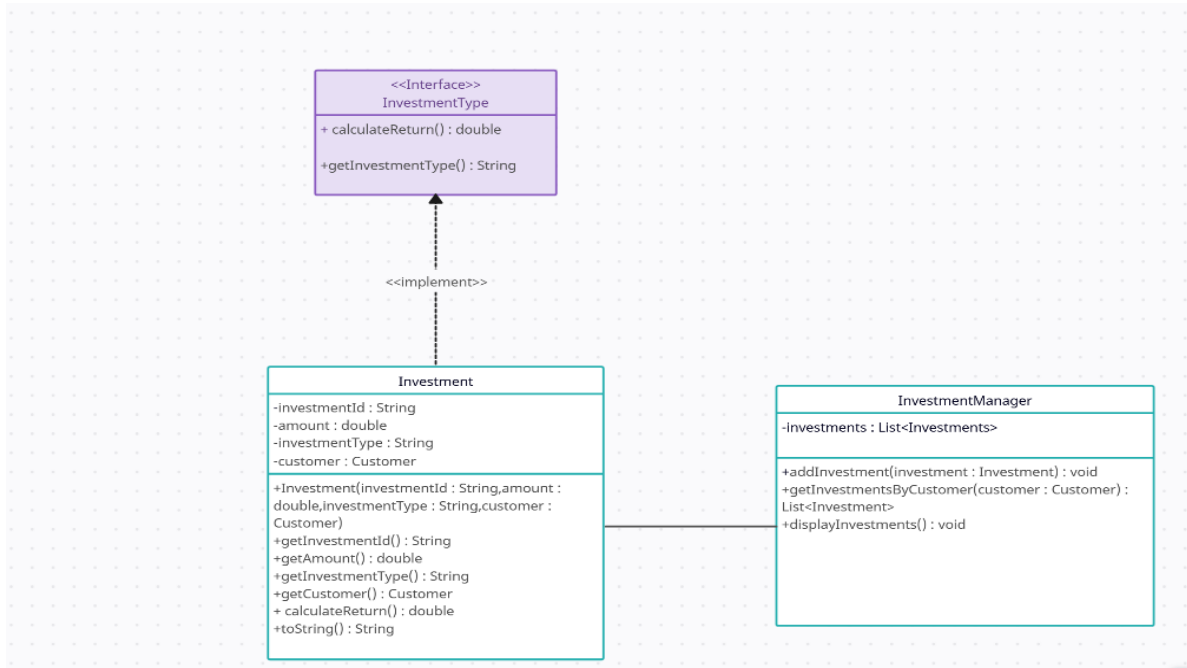 <<Interface>>
InvestmentType
+ calculateReturn() : double
+getInvestmentType() : String
<<implement>>
Investment
-investmentId : String
-amount : double
-investmentType : String
-customer : Customer
+Investment(investmentId : String,amount :
double,investmentType : String,customer :
Customer)
+getInvestmentId() : String
+getAmount() : double
+getInvestmentType() : String
+getCustomer() : Customer
+ calculateReturn() : double
+toString() : String
InvestmentManager
-investments : List<Investments>
+addInvestment(investment : Investment) : void
+getInvestmentsByCustomer(customer : Customer) :
List<Investment>
+displayInvestments() : void